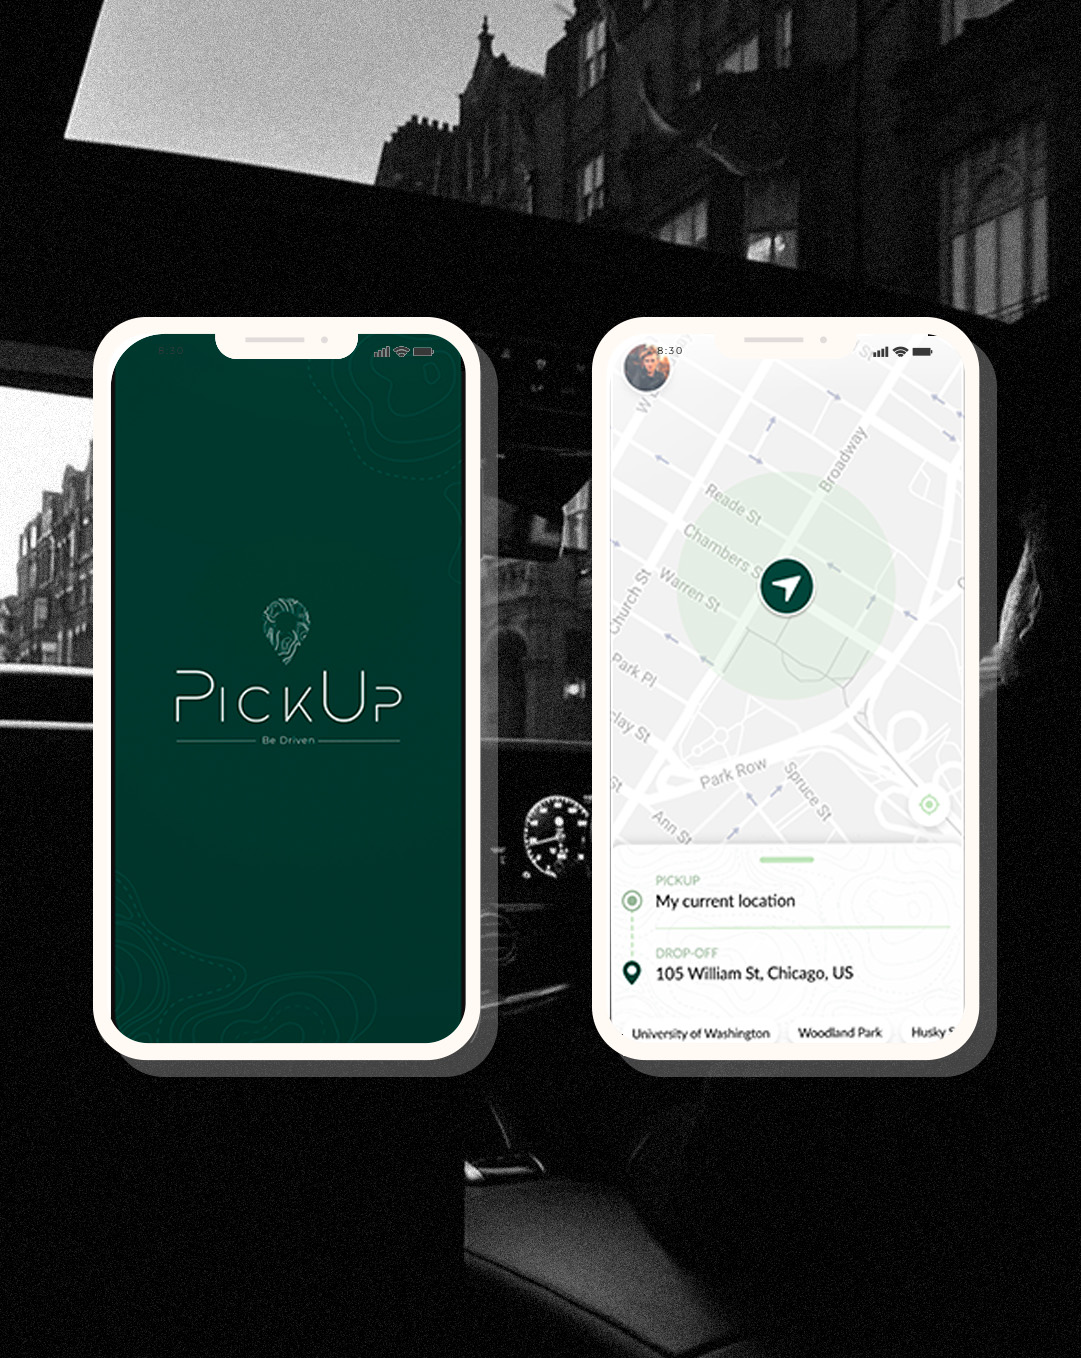 8:30
PickUp
Be Driven
8:30
Broadway
Reade St
Chambers S
Warren St
Church St
Park Pl
lay St
St
Park Row
Spruce St
Ann St
PICKUP
My current location
DROP-OFF
105 William St, Chicago, US
University of Washington
Woodland Park
Husky S